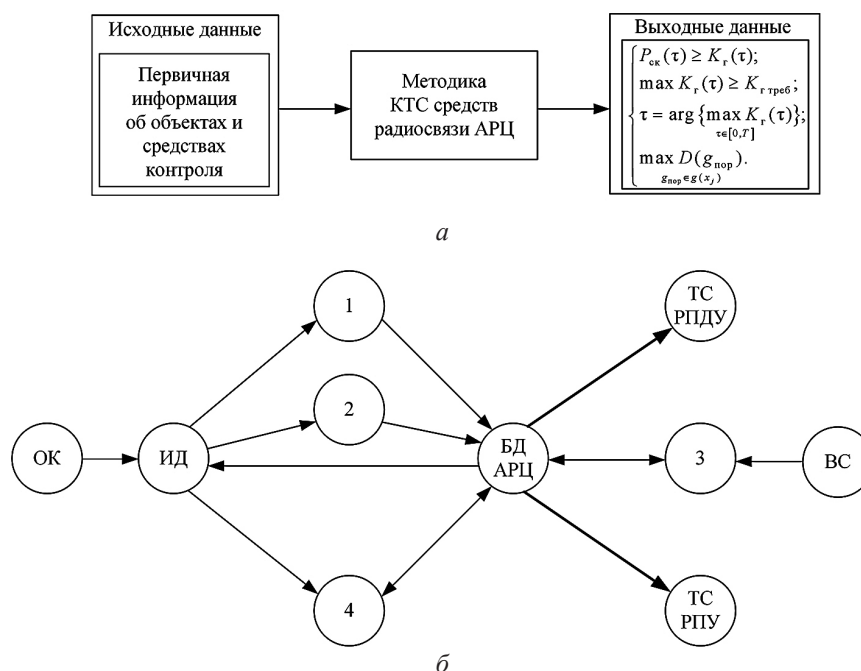 Исходные данные
Первичная
информация
об объектах и
средствах
контроля
Методика
КТС средств
радиосвязи АРЦ
Выходные данные
P_ск(τ) ≥ K_г(τ);
max K_г(τ) ≥ K_г треб;
τ = arg {max K_г(τ)};
τ∈[0,T]
max D(g_пор).
g_пор∈g(x_j)
а
1
ТС
РПДУ
2
ОК
ИД
БД
АРЦ
3
ВС
4
ТС
РПУ
б